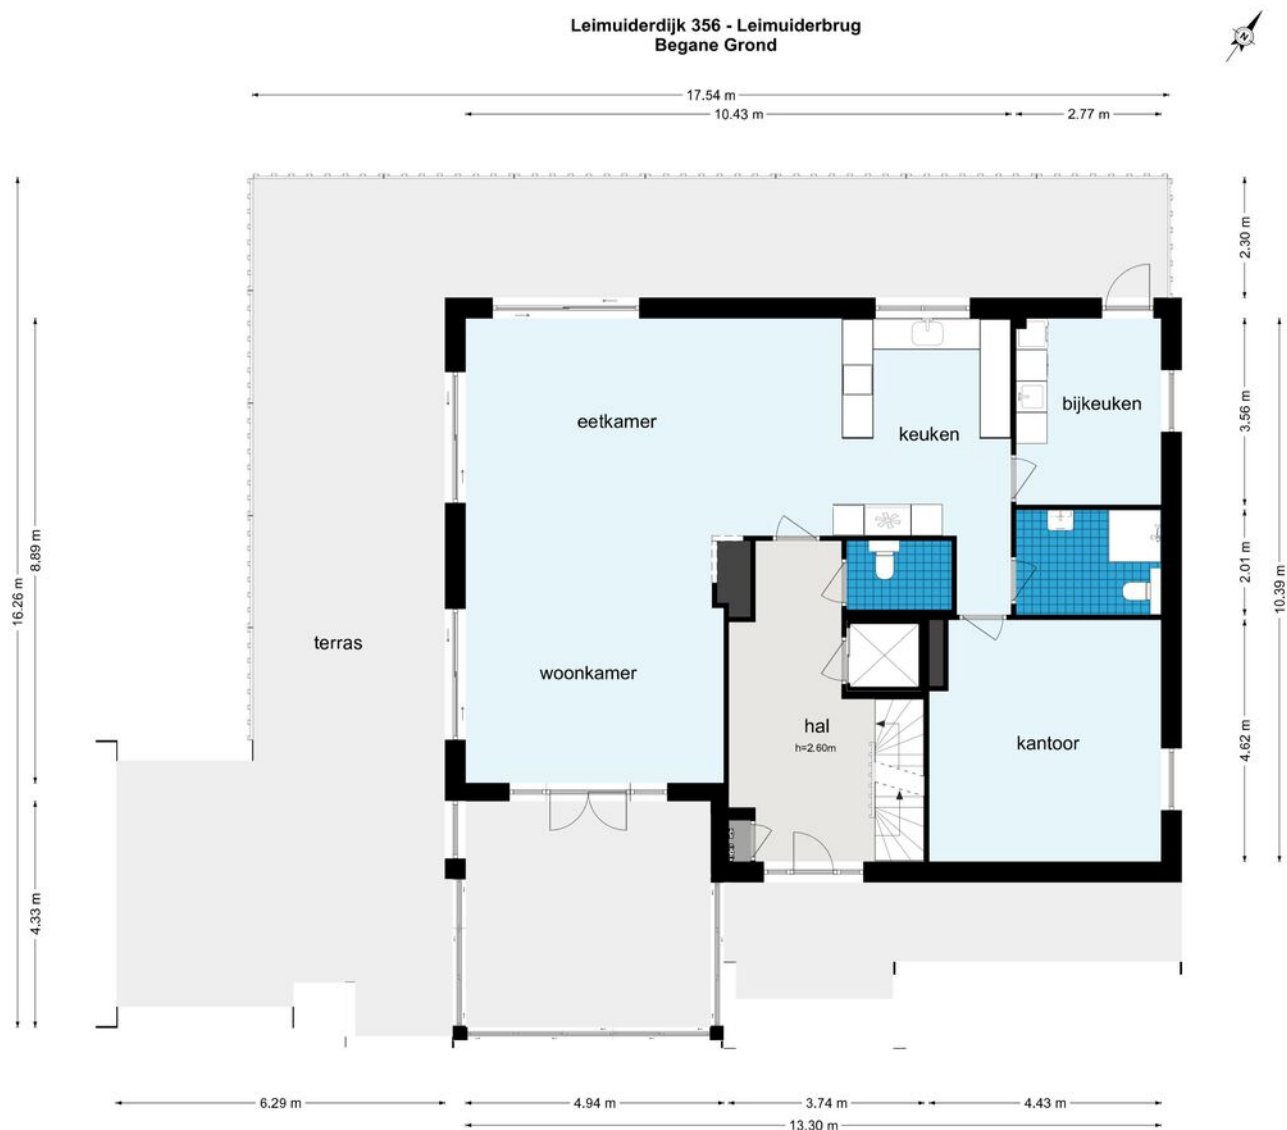 Leimuiderdijk 356 - Leimuiderbrug
Begane Grond
N
17.54 m
10.43 m
2.77 m
2.30 m
bijkeuken
3.56 m
eetkamer
keuken
8.89 m
2.01 m
10.39 m
16.26 m
terras
woonkamer
hal
h=2.60m
kantoor
4.62 m
4.33 m
6.29 m
4.94 m
3.74 m
4.43 m
13.30 m